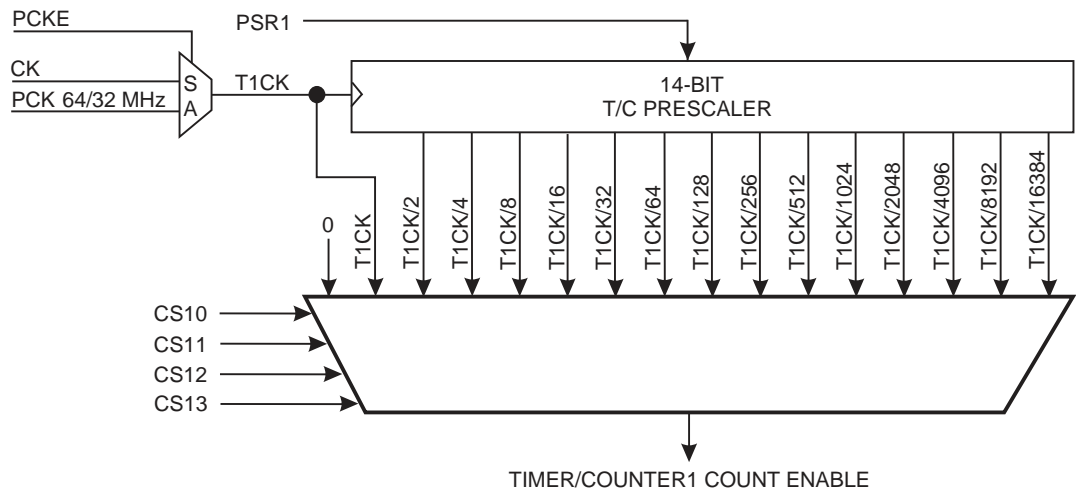 PCKE
PSR1
CK
S
T1CK
14-BIT
PCK 64/32 MHz
A
T/C PRESCALER
0
T1CK
T1CK/2
T1CK/4
T1CK/8
T1CK/16
T1CK/32
T1CK/64
T1CK/128
T1CK/256
T1CK/512
T1CK/1024
T1CK/2048
T1CK/4096
T1CK/8192
T1CK/16384
CS10
CS11
CS12
CS13
TIMER/COUNTER1 COUNT ENABLE